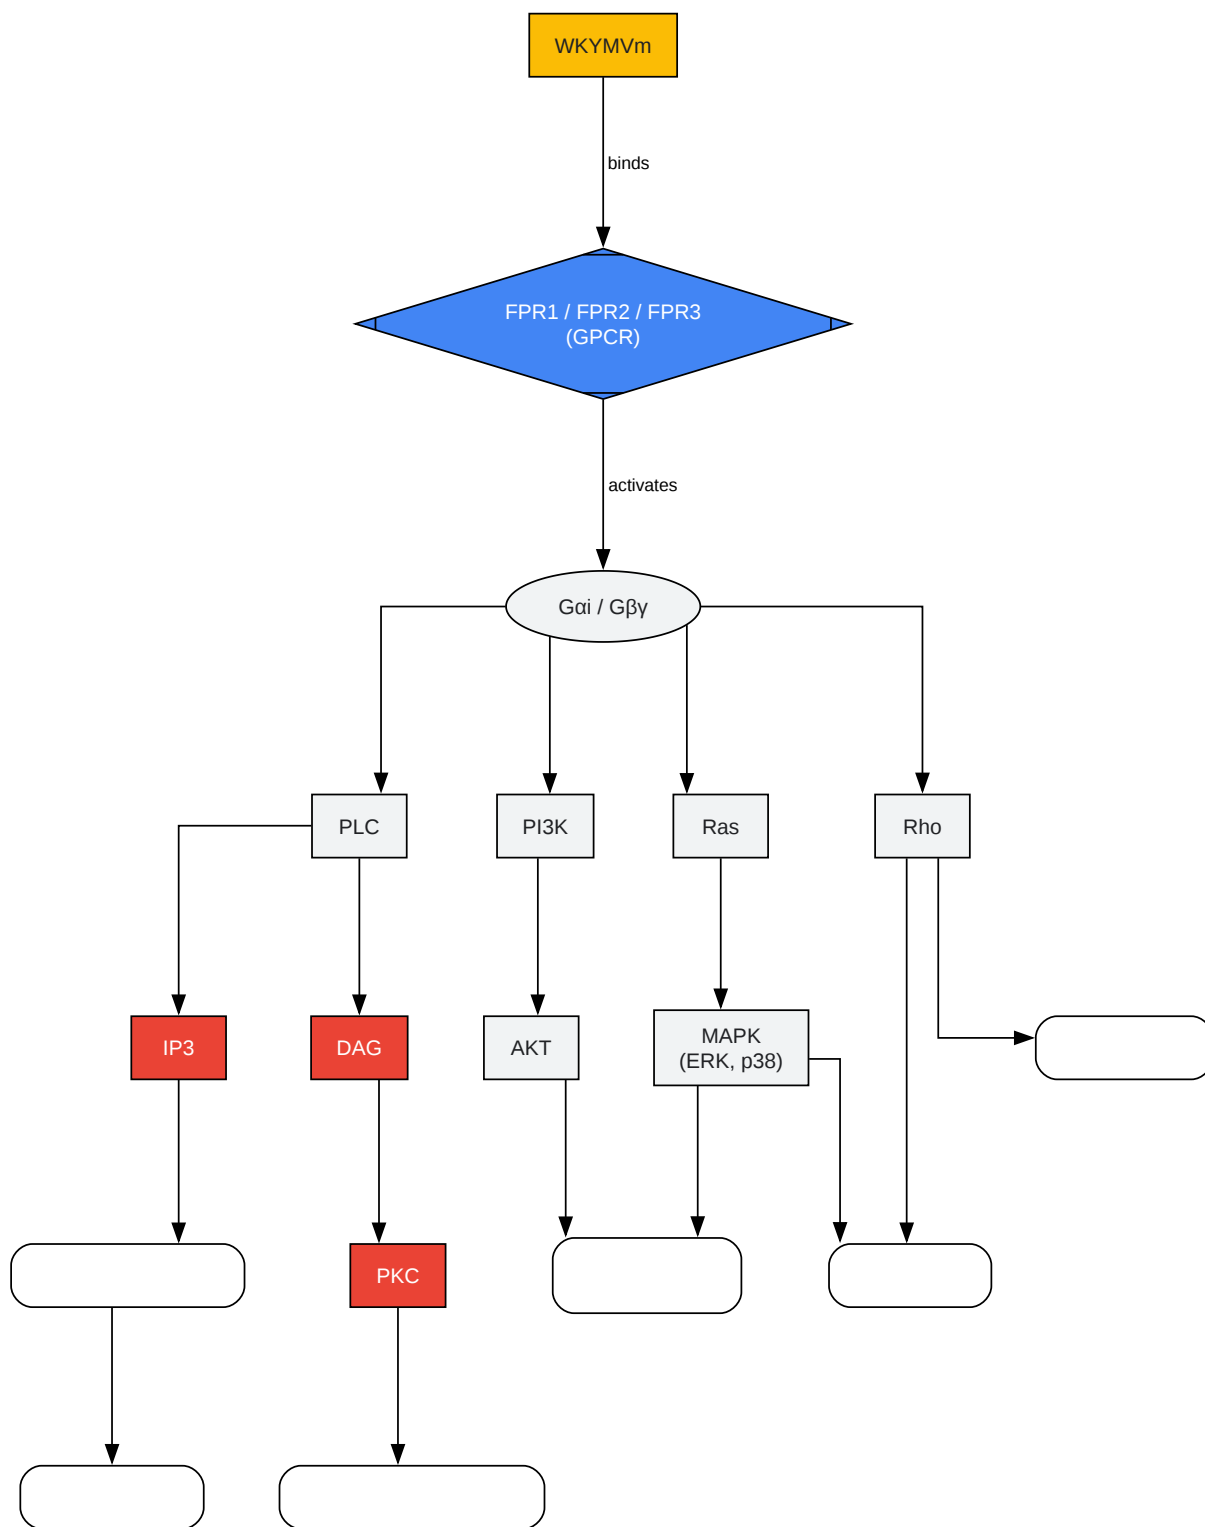 WKYMVm
binds
FPR1 / FPR2 / FPR3
(GPCR)
activates
Gαi / Gβγ
PLC
PI3K
Ras
Rho
IP3
DAG
AKT
MAPK
(ERK, p38)
PKC